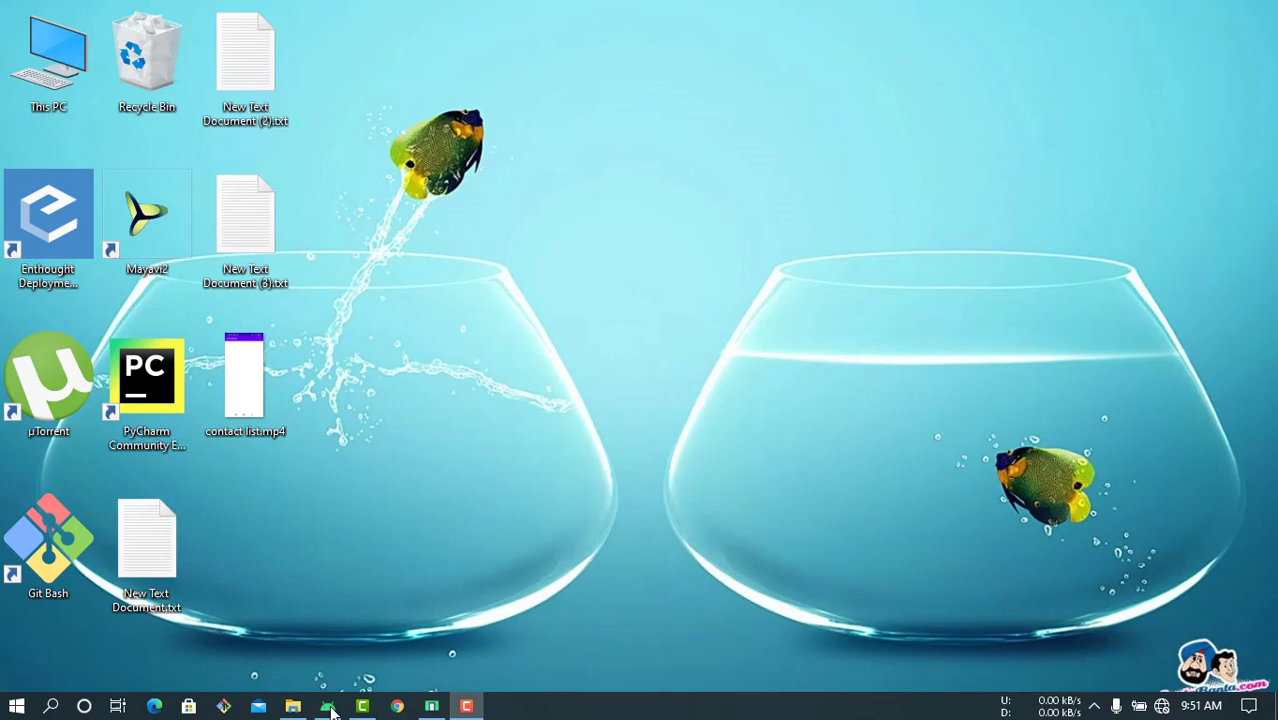 This PC
Recycle Bin
New Text
Document (2).txt
Enthought
Deployme...
Mayavi2
New Text
Document (3).txt
PC
µTorrent
PyCharm
Community E...
contact list.mp4
Git Bash
New Text
Document.txt
U: 0.00 kB/s
D: 0.00 kB/s
9:51 AM